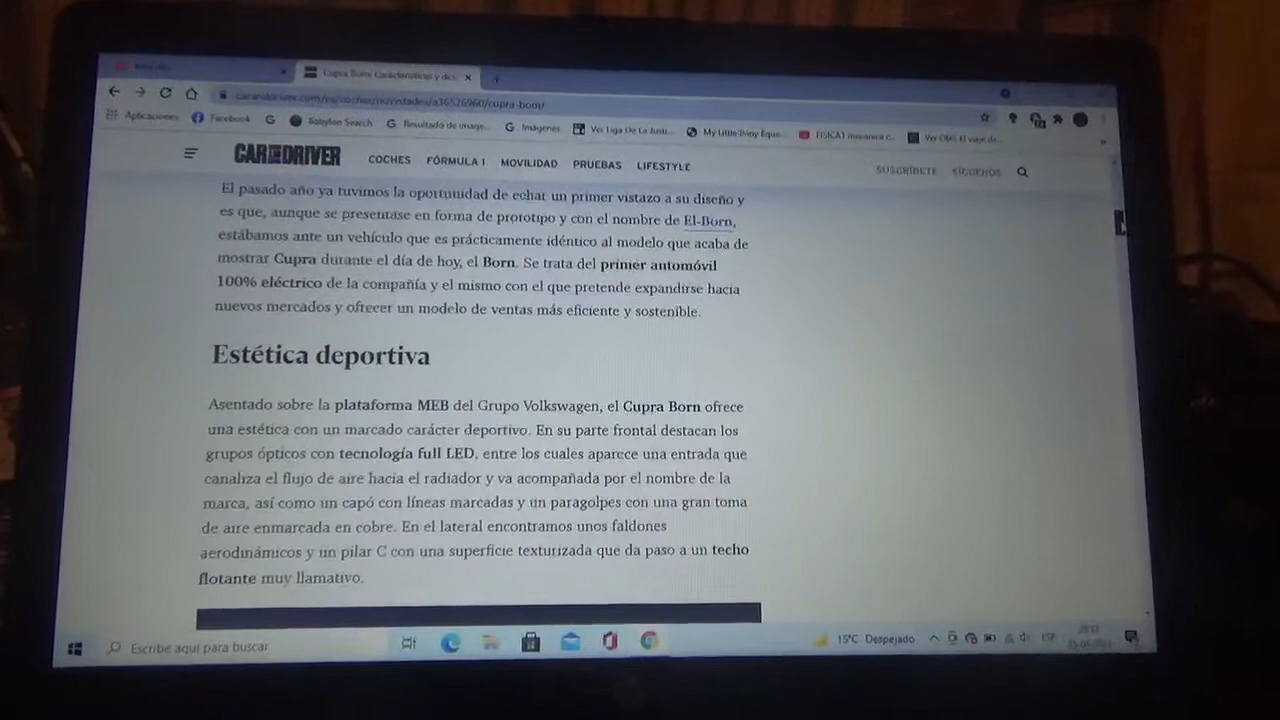 Cupra Born: Características y dise
carandriver.com/es/coches/novedades/a36526960/cupra-born/
Aplicaciones Facebook G Babylon Search Resultado de image... Imágenes Ver Liga De La Justi... My Little Pony Eque... FISICA I mecanica c...
CAR AND DRIVER COCHES FÓRMULA 1 MOVILIDAD PRUEBAS LIFESTYLE SUSCRÍBETE SÍGUENOS
El pasado año ya tuvimos la oportunidad de echar un primer vistazo a su diseño y
es que, aunque se presentase en forma de prototipo y con el nombre de El-Born,
estábamos ante un vehículo que es prácticamente idéntico al modelo que acaba de
mostrar Cupra durante el día de hoy, el Born. Se trata del primer automóvil
100% eléctrico de la compañía y el mismo con el que pretende expandirse hacia
nuevos mercados y ofrecer un modelo de ventas más eficiente y sostenible.
Estética deportiva
Asentado sobre la plataforma MEB del Grupo Volkswagen, el Cupra Born ofrece
una estética con un marcado carácter deportivo. En su parte frontal destacan los
grupos ópticos con tecnología full LED, entre los cuales aparece una entrada que
canaliza el flujo de aire hacia el radiador y va acompañada por el nombre de la
marca, así como un capó con líneas marcadas y un paragolpes con una gran toma
de aire enmarcada en cobre. En el lateral encontramos unos faldones
aerodinámicos y un pilar C con una superficie texturizada que da paso a un techo
flotante muy llamativo.
Escribe aquí para buscar 15°C Despejado ESP